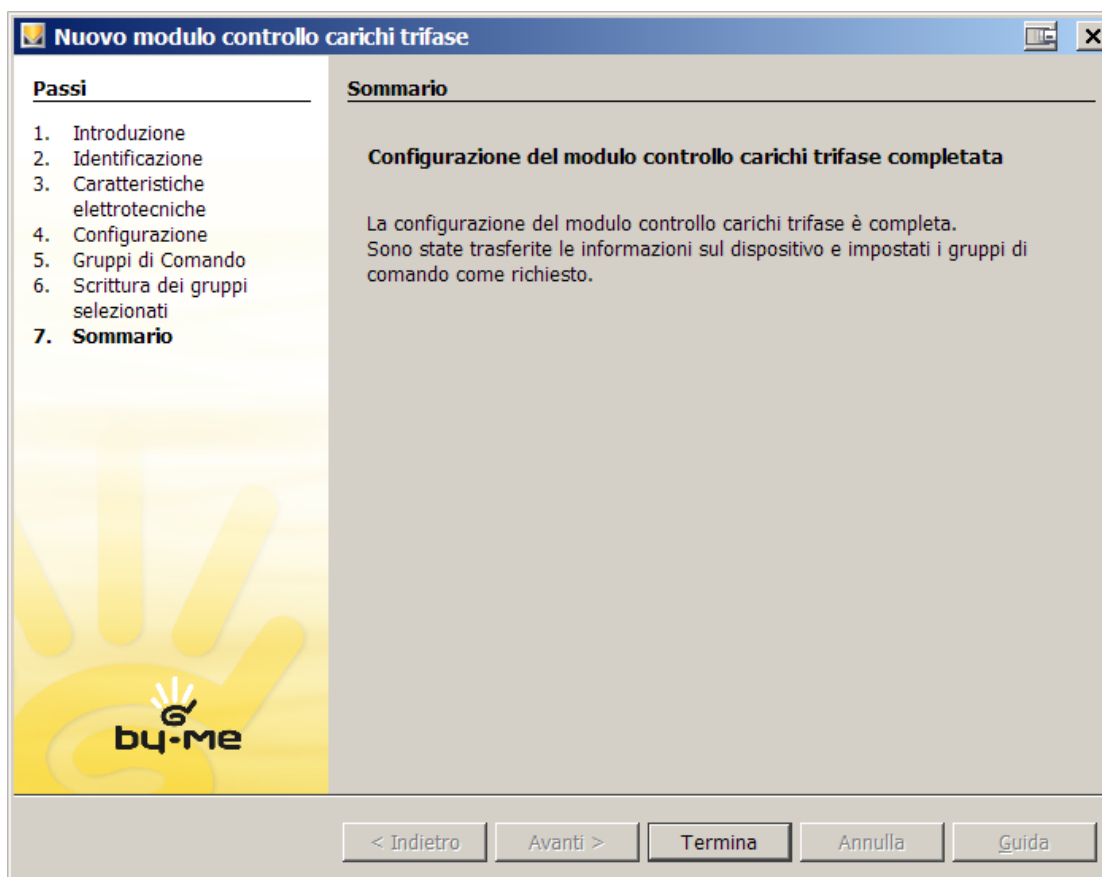 Nuovo modulo controllo carichi trifase
Passi
1. Introduzione
2. Identificazione
3. Caratteristiche
elettrotecniche
4. Configurazione
5. Gruppi di Comando
6. Scrittura dei gruppi
selezionati
7. Sommario
by-me
Sommario
Configurazione del modulo controllo carichi trifase completata
La configurazione del modulo controllo carichi trifase è completa.
Sono state trasferite le informazioni sul dispositivo e impostati i gruppi di
comando come richiesto.
< Indietro Avanti > Termina Annulla Guida